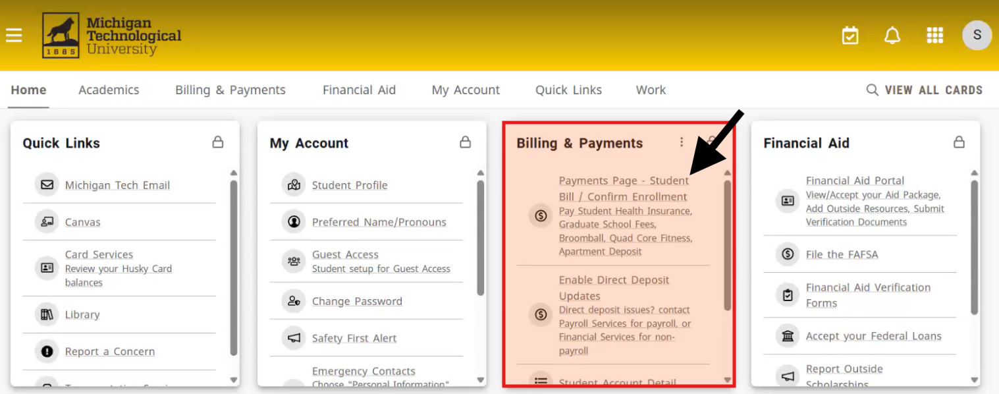 Michigan
Technological
University
1885
S
Home
Academics
Billing & Payments
Financial Aid
My Account
Quick Links
Work
VIEW ALL CARDS
Quick Links
Michigan Tech Email
Canvas
Card Services
Review your Husky Card
balances
Library
Report a Concern
My Account
Student Profile
Preferred Name/Pronouns
Guest Access
Student setup for Guest Access
Change Password
Safety First Alert
Emergency Contacts
Choose "Personal Information"
Billing & Payments
Payments Page - Student
Bill / Confirm Enrollment
Pay Student Health Insurance,
Graduate School Fees,
Broomball, Quad Core Fitness,
Apartment Deposit
Enable Direct Deposit
Updates
Direct deposit issues? contact
Payroll Services for payroll, or
Financial Services for non-
payroll
Student Account Detail
Financial Aid
Financial Aid Portal
View/Accept your Aid Package,
Add Outside Resources, Submit
Verification Documents
File the FAFSA
Financial Aid Verification
Forms
Accept your Federal Loans
Report Outside
Scholarships